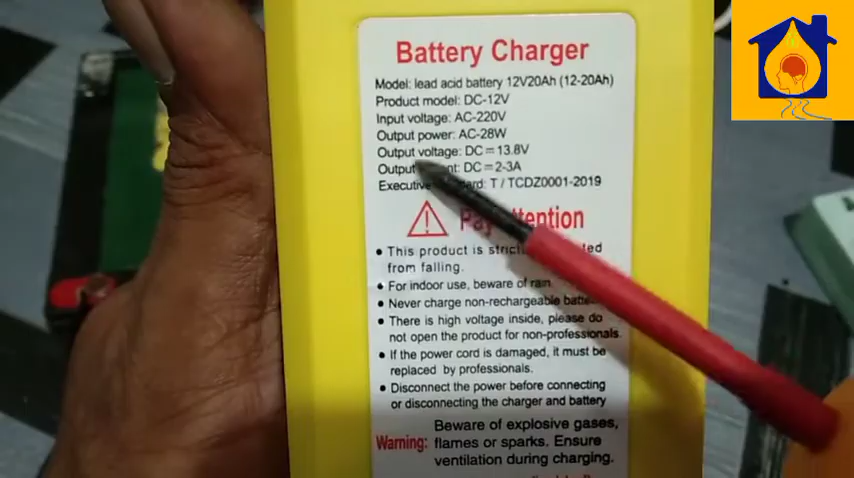 Battery Charger
Model: lead acid battery 12V20Ah (12-20Ah)
Product model: DC-12V
Input voltage: AC-220V
Output power: AC-28W
Output voltage: DC=13.8V
Output DC=2-3A
Executive T/TCDZ0001-2019
Pay Attention
• This product is
from falling.
• For indoor use, beware of rain
• Never charge non-rechargeable
• There is high voltage inside, please do
not open the product for non-professionals.
• If the power cord is damaged, it must be
replaced by professionals.
• Disconnect the power before connecting
or disconnecting the charger and battery
Warning: Beware of explosive gases,
flames or sparks. Ensure
ventilation during charging.